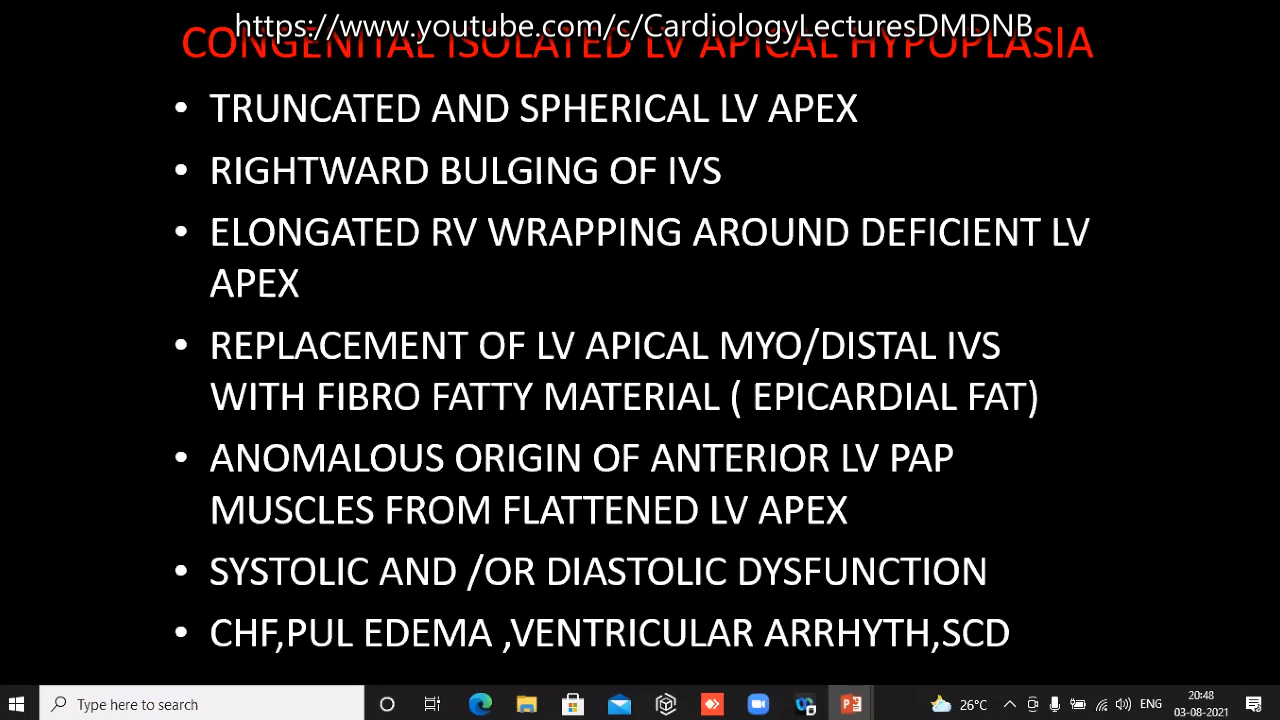 https://www.youtube.com/c/CardiologyLecturesDMDNB
CONGENITAL ISOLATED LV APICAL HYPOPLASIA
• TRUNCATED AND SPHERICAL LV APEX
• RIGHTWARD BULGING OF IVS
• ELONGATED RV WRAPPING AROUND DEFICIENT LV
APEX
• REPLACEMENT OF LV APICAL MYO/DISTAL IVS
WITH FIBRO FATTY MATERIAL ( EPICARDIAL FAT)
• ANOMALOUS ORIGIN OF ANTERIOR LV PAP
MUSCLES FROM FLATTENED LV APEX
• SYSTOLIC AND /OR DIASTOLIC DYSFUNCTION
• CHF,PUL EDEMA ,VENTRICULAR ARRHYTH,SCD
Type here to search
26°C
ENG
20:48
03-08-2021